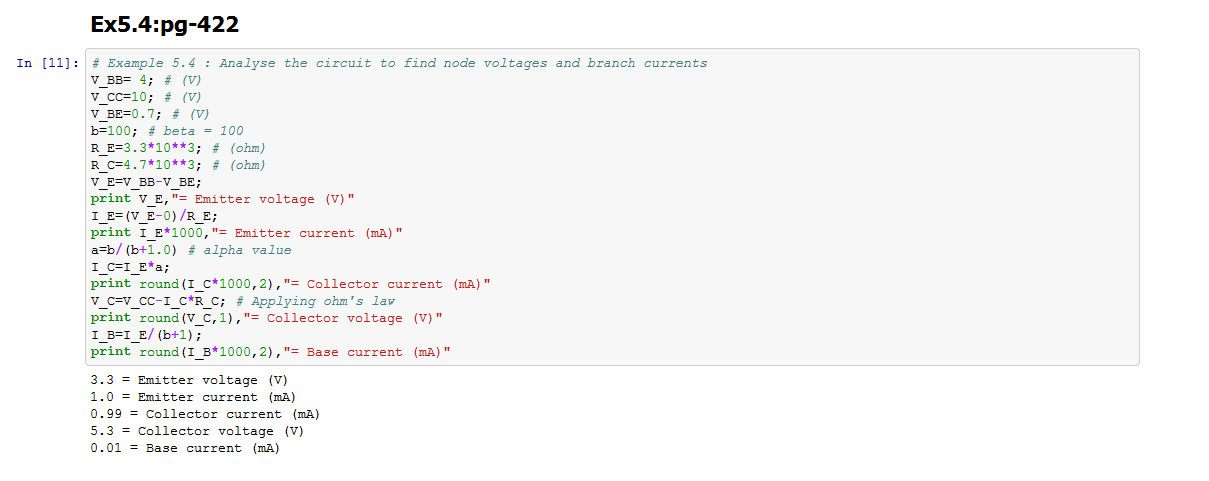 Ex5.4:pg-422
In [11]: # Example 5.4 : Analyse the circuit to find node voltages and branch currents
V_BB= 4; # (V)
V_CC=10; # (V)
V_BE=0.7; # (V)
b=100; # beta = 100
R_E=3.3*10**3; # (ohm)
R_C=4.7*10**3; # (ohm)
V_E=V_BB-V_BE;
print V_E,"= Emitter voltage (V)"
I_E=(V_E-0)/R_E;
print I_E*1000,"= Emitter current (mA)"
a=b/(b+1.0) # alpha value
I_C=I_E*a;
print round(I_C*1000,2),"= Collector current (mA)"
V_C=V_CC-I_C*R_C; # Applying ohm's law
print round(V_C,1),"= Collector voltage (V)"
I_B=I_E/(b+1);
print round(I_B*1000,2),"= Base current (mA)"
3.3 = Emitter voltage (V)
1.0 = Emitter current (mA)
0.99 = Collector current (mA)
5.3 = Collector voltage (V)
0.01 = Base current (mA)